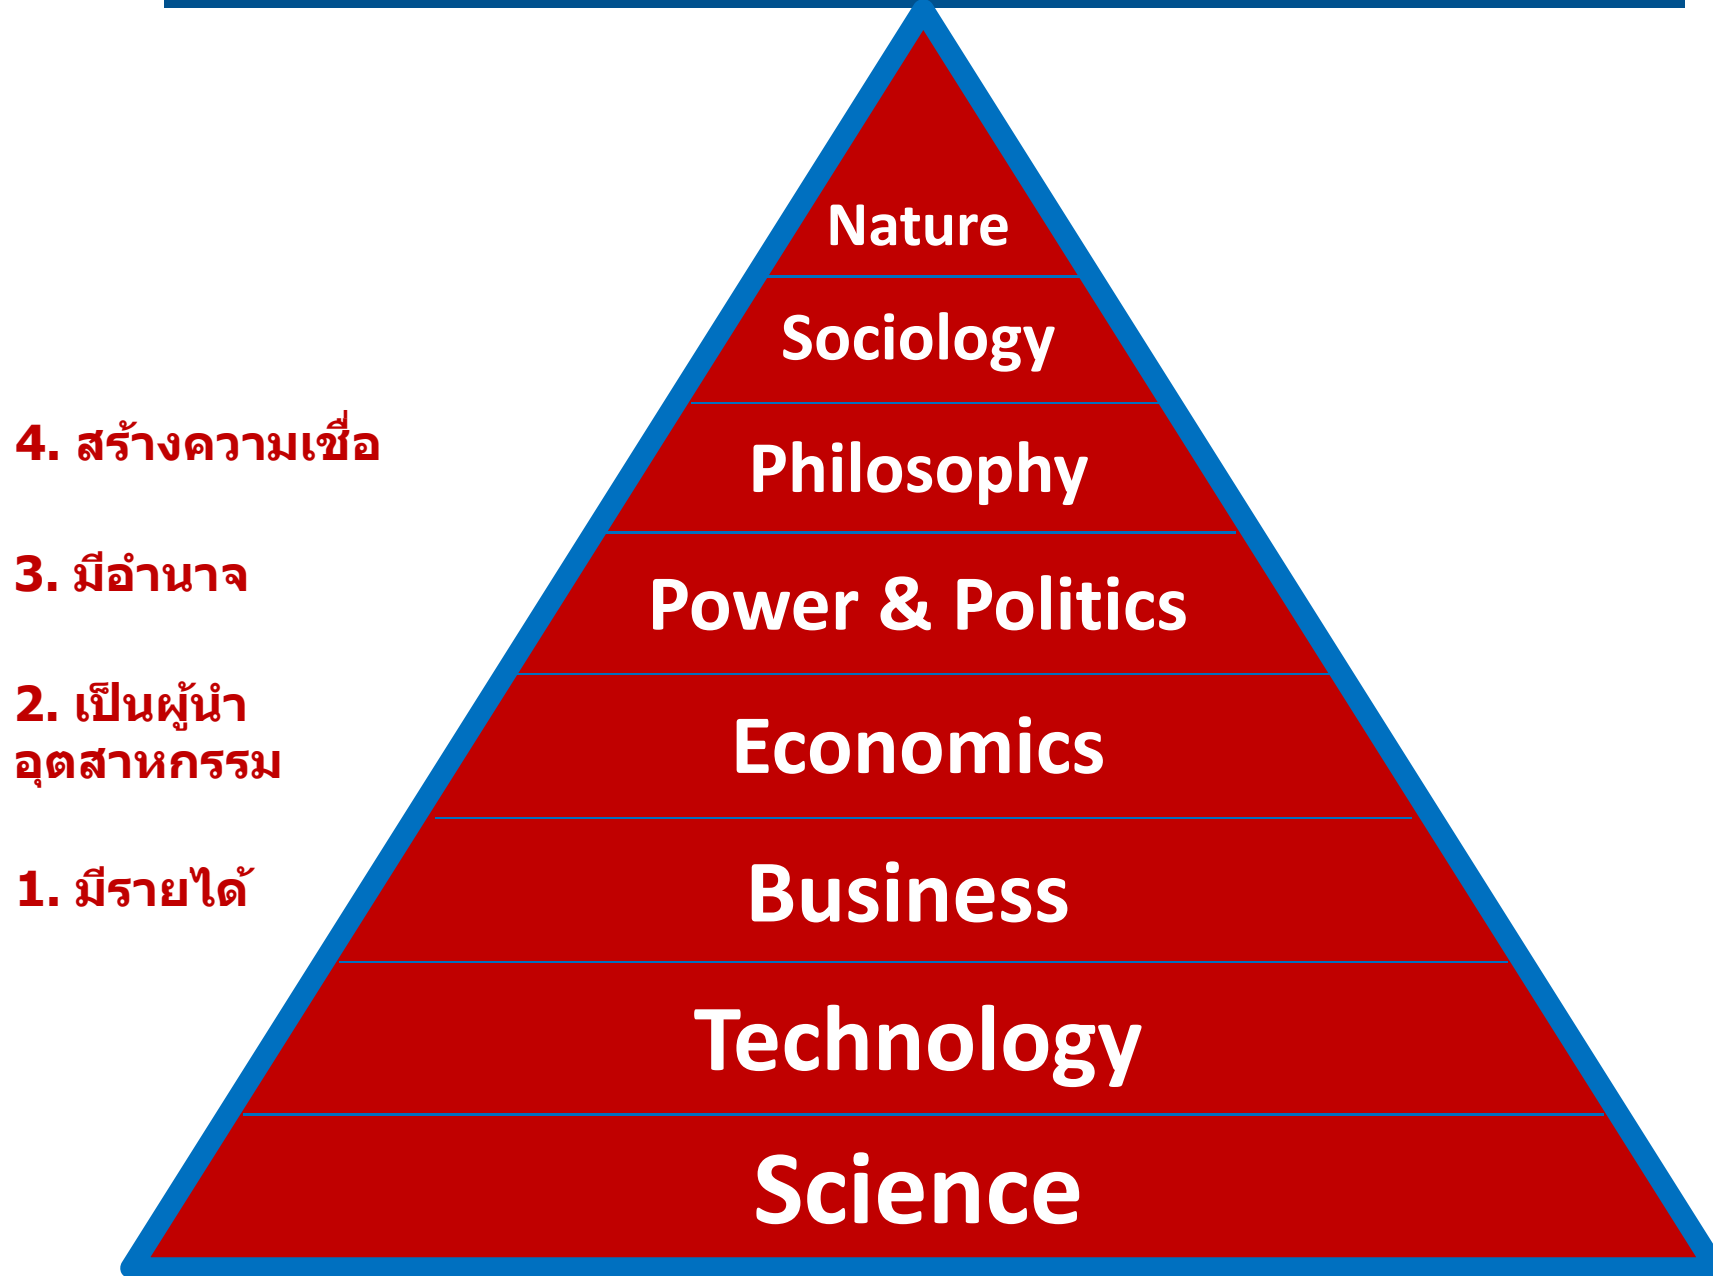 Nature
Sociology
4. สร้างความเชื่อ
Philosophy
3. มีอำนาจ
Power & Politics
2. เป็นผู้นำ
อุตสาหกรรม
Economics
1. มีรายได้
Business
Technology
Science